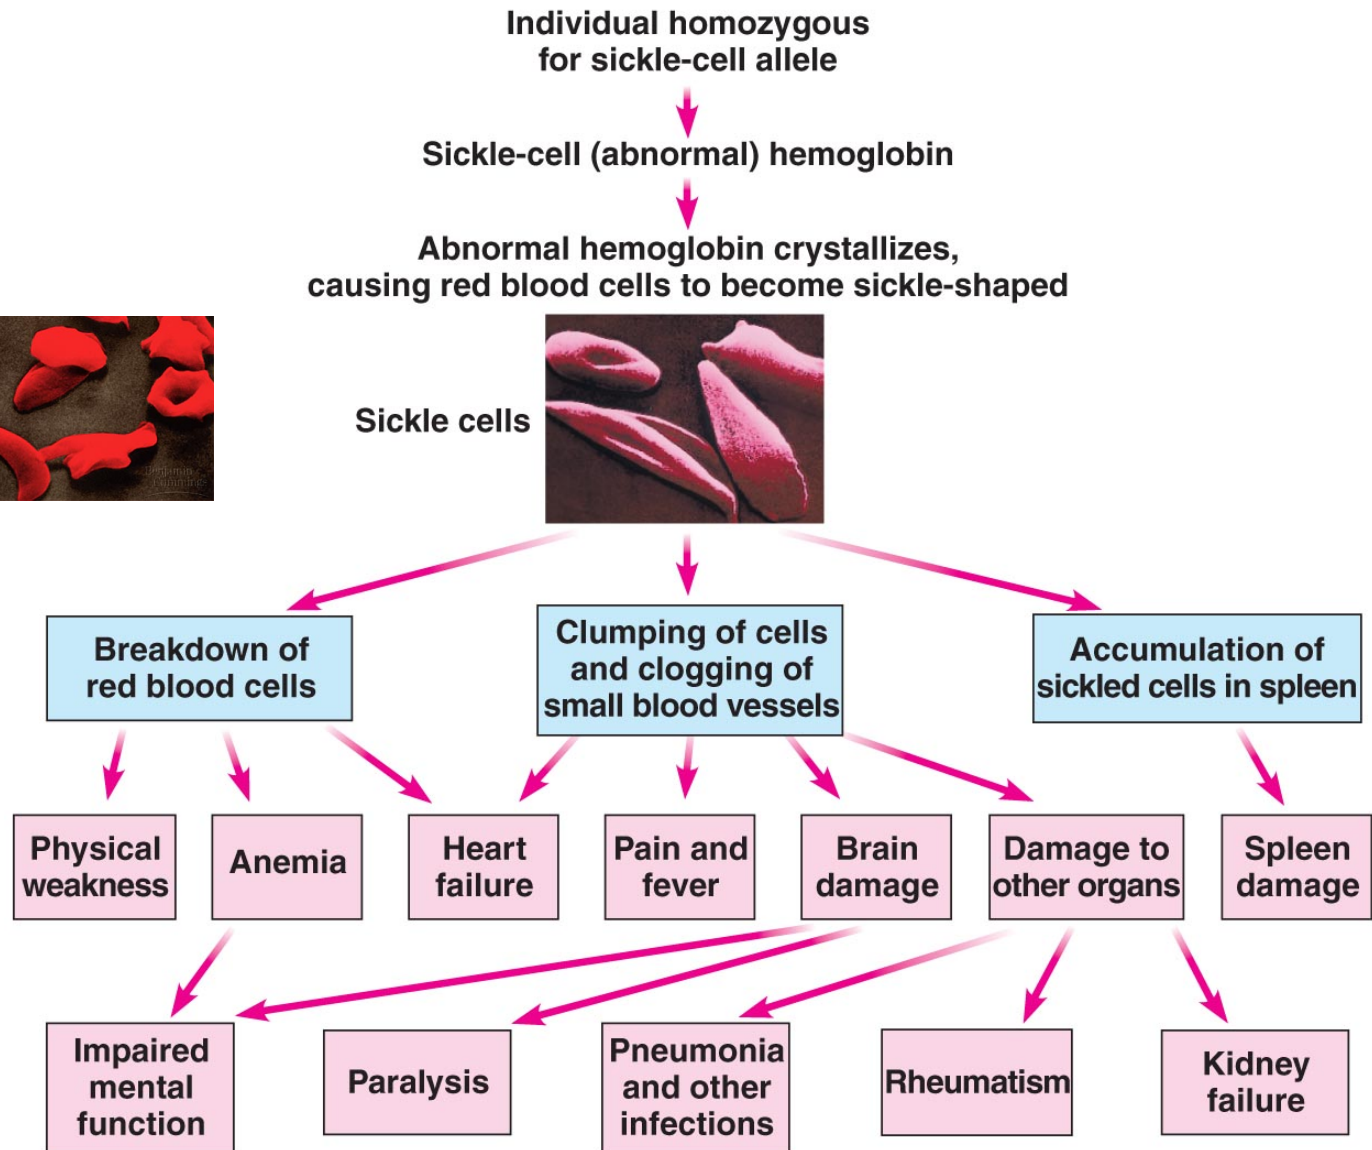 Individual homozygous
for sickle-cell allele
Sickle-cell (abnormal) hemoglobin
Abnormal hemoglobin crystallizes,
causing red blood cells to become sickle-shaped
Sickle cells
Benjamin
Cummings
Breakdown of
red blood cells
Clumping of cells
and clogging of
small blood vessels
Accumulation of
sickled cells in spleen
Physical
weakness
Anemia
Heart
failure
Pain and
fever
Brain
damage
Damage to
other organs
Spleen
damage
Impaired
mental
function
Paralysis
Pneumonia
and other
infections
Rheumatism
Kidney
failure